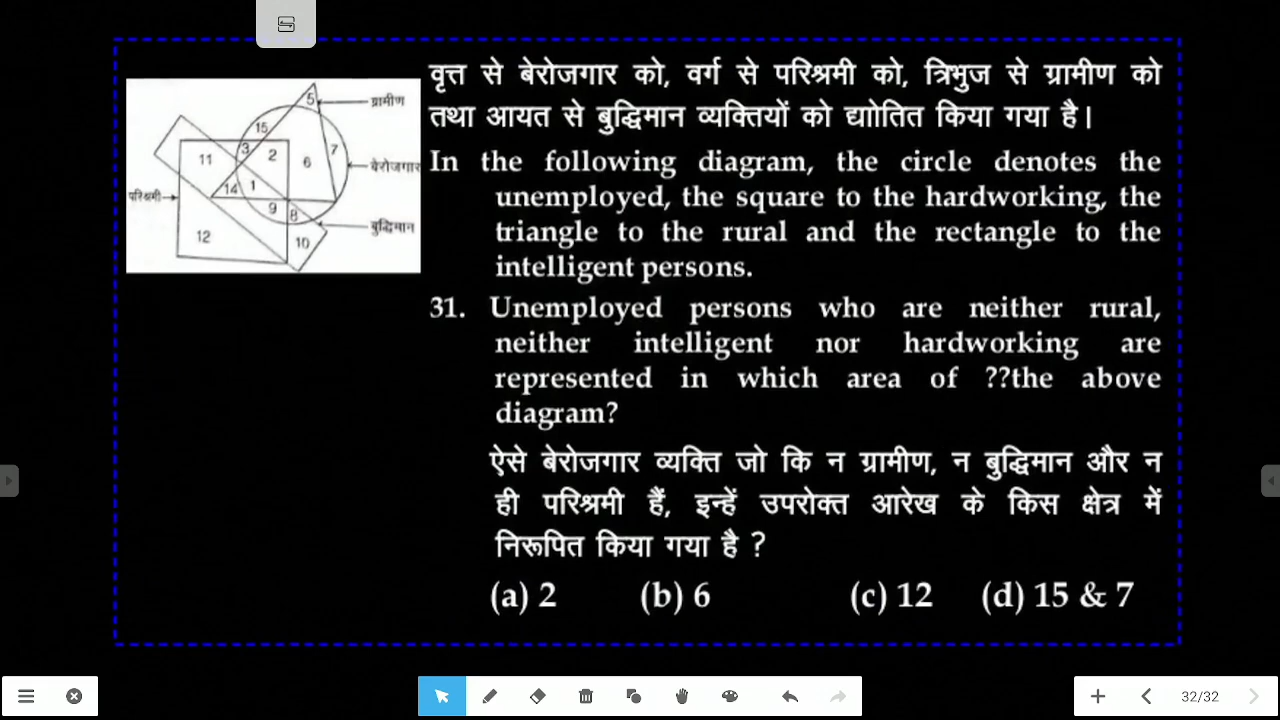 वृत्त से बेरोजगार को, वर्ग से परिश्रमी को, त्रिभुज से ग्रामीण को
तथा आयत से बुद्धिमान व्यक्तियों को द्योतित किया गया है।
In the following diagram, the circle denotes the
unemployed, the square to the hardworking, the
triangle to the rural and the rectangle to the
intelligent persons.
5
ग्रामीण
15
3
2
7
11
6
बेरोजगार
14
1
परिश्रमी
9
8
बुद्धिमान
12
10
31. Unemployed persons who are neither rural,
neither intelligent nor hardworking are
represented in which area of ??the above
diagram?
ऐसे बेरोजगार व्यक्ति जो कि न ग्रामीण, न बुद्धिमान और न
ही परिश्रमी हैं, इन्हें उपरोक्त आरेख के किस क्षेत्र में
निरूपित किया गया है ?
(a) 2 (b) 6 (c) 12 (d) 15 & 7
32/32